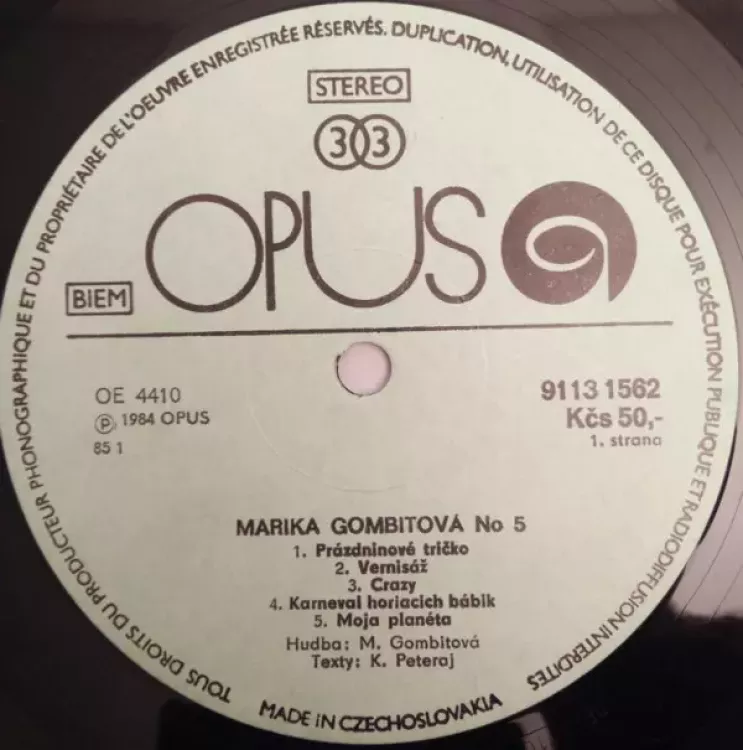 TOUS DROITS DU PRODUCTEUR PHONOGRAPHIQUE ET DU PROPRIÉTAIRE DE L'OEUVRE ENREGISTRÉE RÉSERVÉS. DUPLICATION, UTILISATION DE CE DISQUE POUR EXÉCUTION PUBLIQUE ET RADIODIFFUSION INTERDITES
STEREO
33
OPUS
BIEM
OE 4410
℗ 1984 OPUS
85 1
9113 1562
Kčs 50,-
1. strana
MARIKA GOMBITOVÁ No 5
1. Prázdninové tričko
2. Vernisáž
3. Crazy
4. Karneval horiacich bábik
5. Moja planéta
Hudba: M. Gombitová
Texty: K. Peteraj
MADE iN CZECHOSLOVAKIA